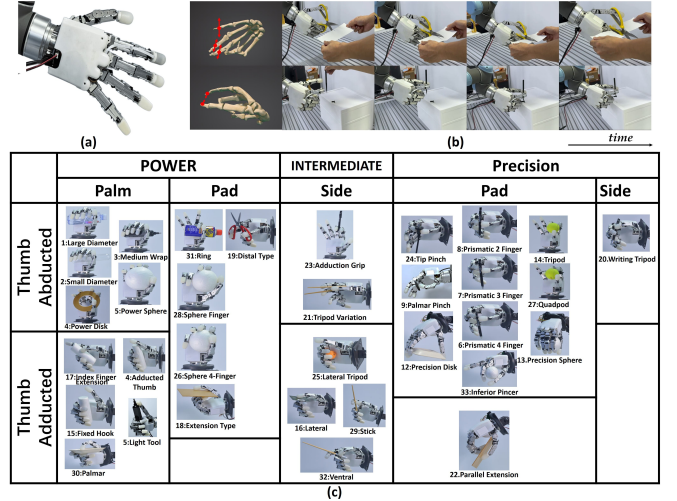 (a)
(b)
time
POWER
INTERMEDIATE
Precision
Palm
Pad
Side
Pad
Side
Thumb
Abducted
1:Large Diameter
3:Medium Wrap
2:Small Diameter
5:Power Sphere
4:Power Disk
31:Ring
19:Distal Type
28:Sphere Finger
26:Sphere 4-Finger
18:Extension Type
23:Adduction Grip
21:Tripod Variation
24:Tip Pinch
8:Prismatic 2 Finger
14:Tripod
9:Palmar Pinch
7:Prismatic 3 Finger
27:Quadpod
12:Precision Disk
6:Prismatic 4 Finger
13.Precision Sphere
33:Inferior Pincer
20.Writing Tripod
Thumb
Adducted
17:Index Finger
Extension
4:Adducted
Thumb
15:Fixed Hook
5:Light Tool
30:Palmar
25:Lateral Tripod
16:Lateral
29:Stick
32:Ventral
22.Parallel Extension
(c)